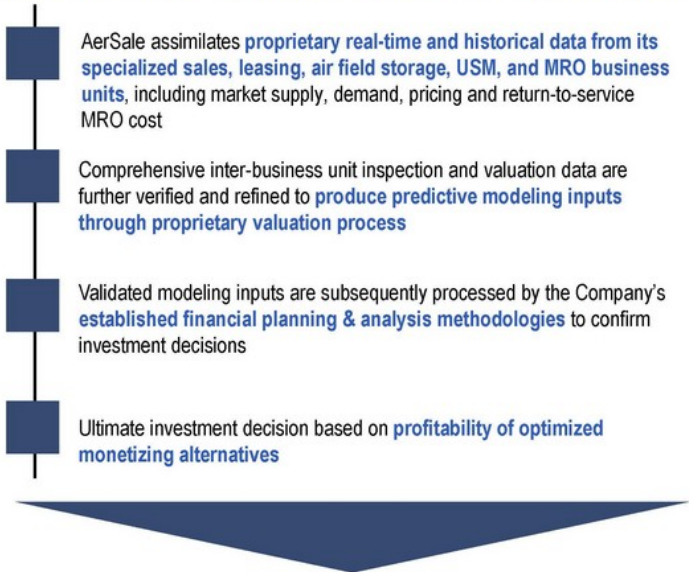 AerSale assimilates proprietary real-time and historical data from its
specialized sales, leasing, air field storage, USM, and MRO business
units, including market supply, demand, pricing and return-to-service
MRO cost
Comprehensive inter-business unit inspection and valuation data are
further verified and refined to produce predictive modeling inputs
through proprietary valuation process
Validated modeling inputs are subsequently processed by the Company's
established financial planning & analysis methodologies to confirm
investment decisions
Ultimate investment decision based on profitability of optimized
monetizing alternatives